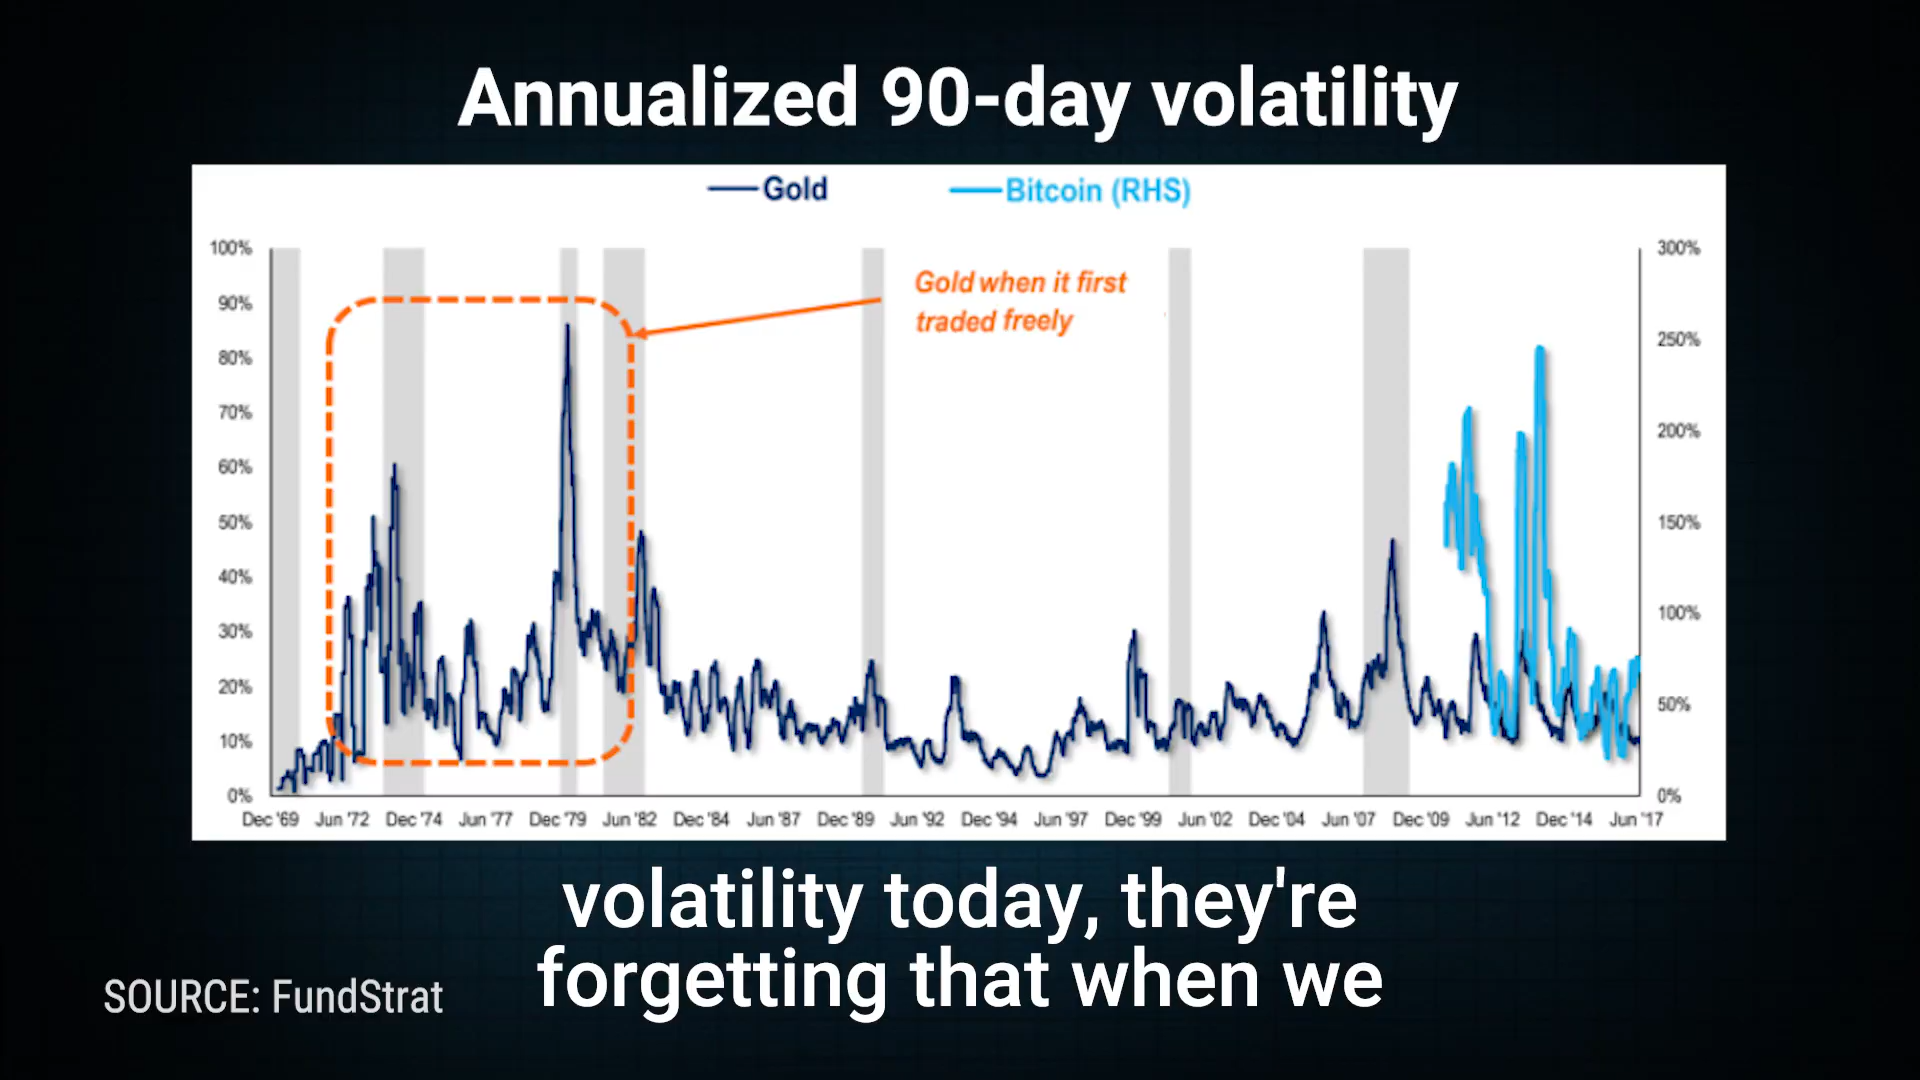 Annualized 90-day volatility
Gold
Bitcoin (RHS)
100%
90%
80%
70%
60%
50%
40%
30%
20%
10%
0%
300%
250%
200%
150%
100%
50%
0%
Gold when it first
traded freely
Dec '69 Jun '72 Dec '74 Jun '77 Dec '79 Jun '82 Dec '84 Jun '87 Dec '89 Jun '92 Dec '94 Jun '97 Dec '99 Jun '02 Dec '04 Jun '07 Dec '09 Jun '12 Dec '14 Jun '17
volatility today, they're
forgetting that when we
SOURCE: FundStrat